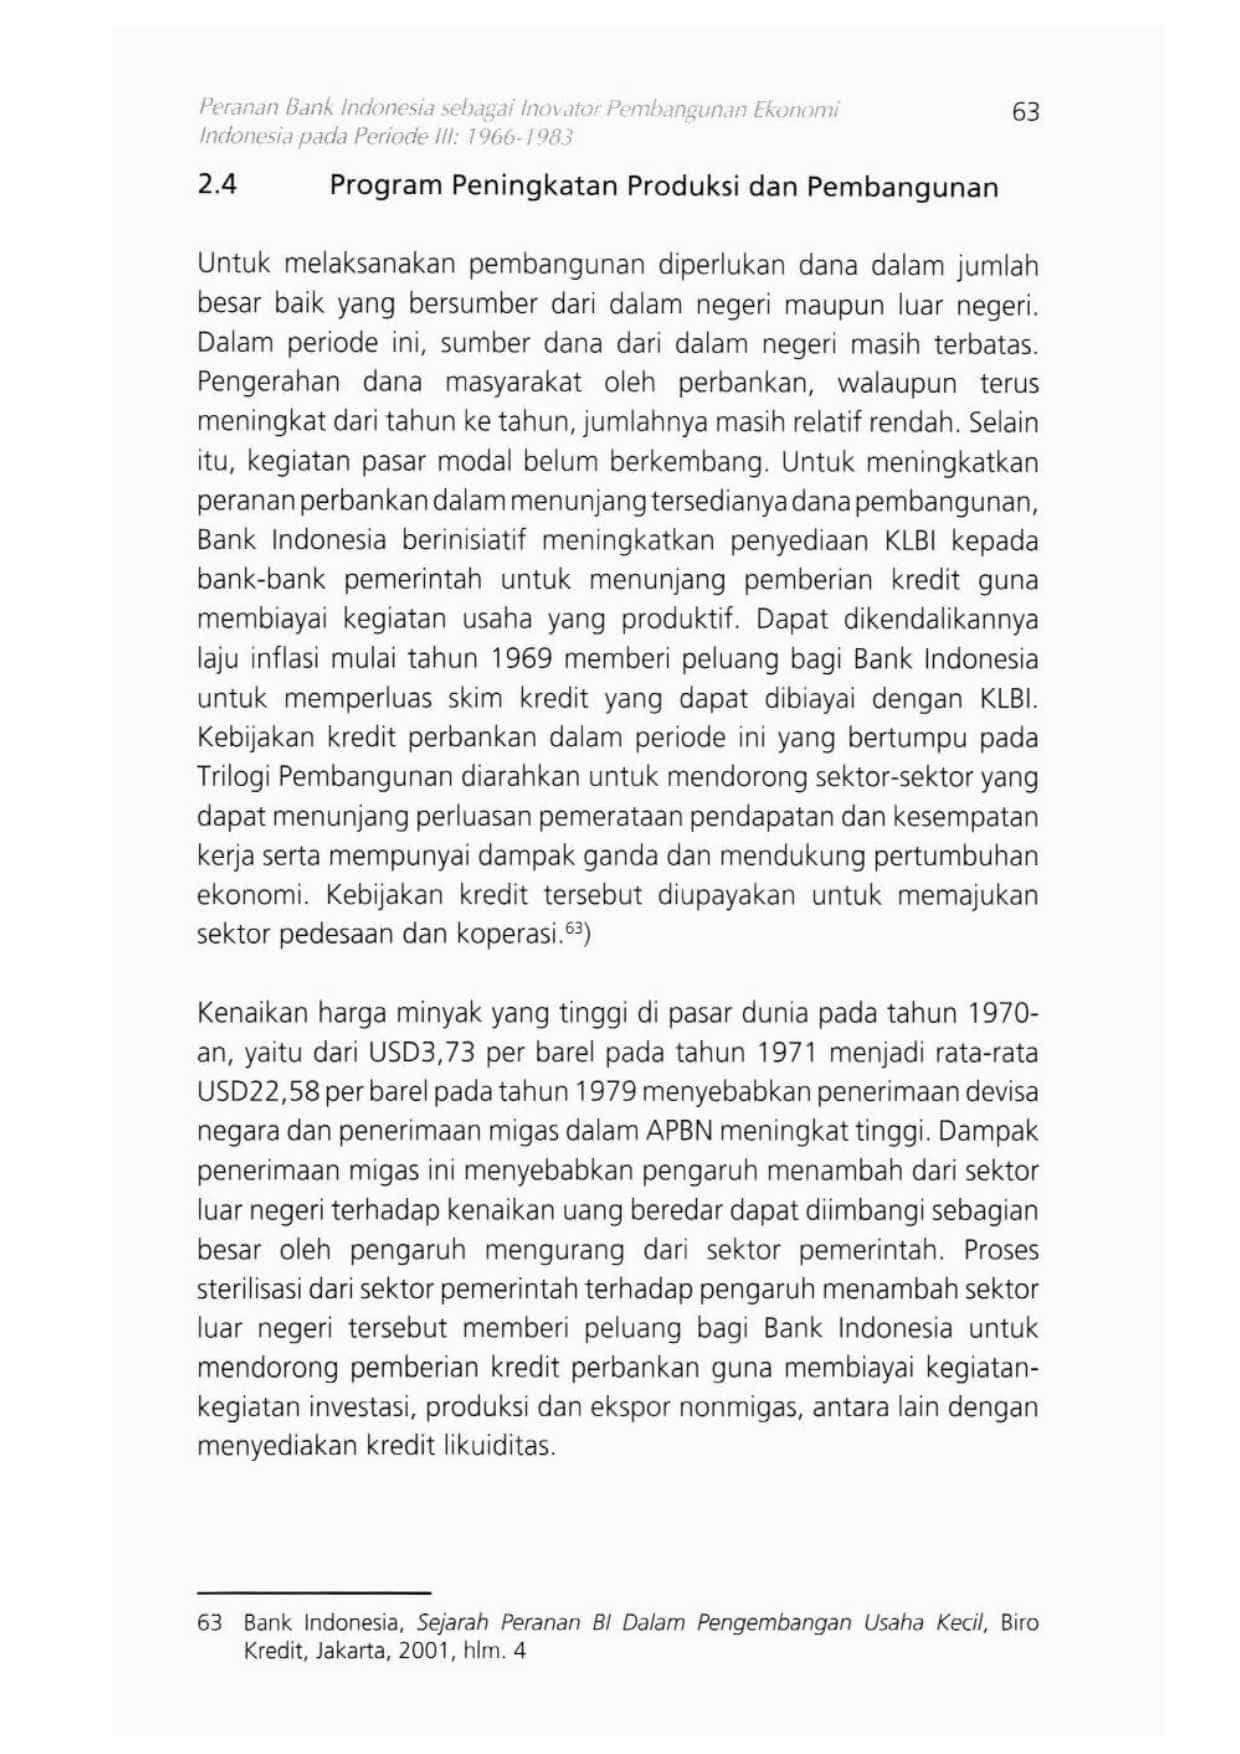 Peranan Bank Indonesia sebagai Inovator Pembangunan Ekonomi
Indonesia pada Periode III: 1966-1983
63
2.4 Program Peningkatan Produksi dan Pembangunan
Untuk melaksanakan pembangunan diperlukan dana dalam jumlah
besar baik yang bersumber dari dalam negeri maupun luar negeri.
Dalam periode ini, sumber dana dari dalam negeri masih terbatas.
Pengerahan dana masyarakat oleh perbankan, walaupun terus
meningkat dari tahun ke tahun, jumlahnya masih relatif rendah. Selain
itu, kegiatan pasar modal belum berkembang. Untuk meningkatkan
peranan perbankan dalam menunjang tersedianya dana pembangunan,
Bank Indonesia berinisiatif meningkatkan penyediaan KLBI kepada
bank-bank pemerintah untuk menunjang pemberian kredit guna
membiayai kegiatan usaha yang produktif. Dapat dikendalikannya
laju inflasi mulai tahun 1969 memberi peluang bagi Bank Indonesia
untuk memperluas skim kredit yang dapat dibiayai dengan KLBI.
Kebijakan kredit perbankan dalam periode ini yang bertumpu pada
Trilogi Pembangunan diarahkan untuk mendorong sektor-sektor yang
dapat menunjang perluasan pemerataan pendapatan dan kesempatan
kerja serta mempunyai dampak ganda dan mendukung pertumbuhan
ekonomi. Kebijakan kredit tersebut diupayakan untuk memajukan
sektor pedesaan dan koperasi.63)
Kenaikan harga minyak yang tinggi di pasar dunia pada tahun 1970-
an, yaitu dari USD3,73 per barel pada tahun 1971 menjadi rata-rata
USD22,58 per barel pada tahun 1979 menyebabkan penerimaan devisa
negara dan penerimaan migas dalam APBN meningkat tinggi. Dampak
penerimaan migas ini menyebabkan pengaruh menambah dari sektor
luar negeri terhadap kenaikan uang beredar dapat diimbangi sebagian
besar oleh pengaruh mengurang dari sektor pemerintah. Proses
sterilisasi dari sektor pemerintah terhadap pengaruh menambah sektor
luar negeri tersebut memberi peluang bagi Bank Indonesia untuk
mendorong pemberian kredit perbankan guna membiayai kegiatan-
kegiatan investasi, produksi dan ekspor nonmigas, antara lain dengan
menyediakan kredit likuiditas.
63 Bank Indonesia, Sejarah Peranan BI Dalam Pengembangan Usaha Kecil, Biro
Kredit, Jakarta, 2001, hlm. 4